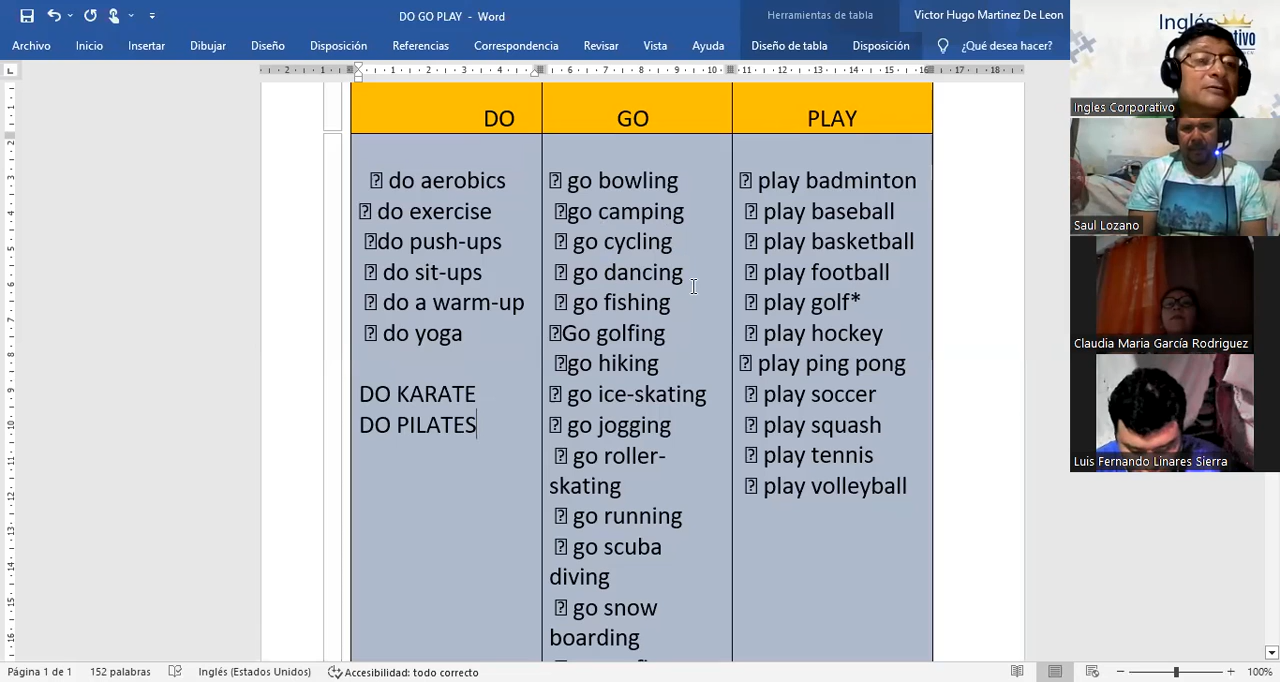 DO GO PLAY - Word
Herramientas de tabla
Victor Hugo Martinez De Leon
Archivo Inicio Insertar Dibujar Diseño Disposición Referencias Correspondencia Revisar Vista Ayuda Diseño de tabla Disposición ¿Qué desea hacer?
Inglés
DO GO PLAY
do aerobics
do exercise
do push-ups
do sit-ups
do a warm-up
do yoga
DO KARATE
DO PILATES
go bowling
go camping
go cycling
go dancing
go fishing
Go golfing
go hiking
go ice-skating
go jogging
go roller-
skating
go running
go scuba
diving
go snow
boarding
play badminton
play baseball
play basketball
play football
play golf*
play hockey
play ping pong
play soccer
play squash
play tennis
play volleyball
Ingles Corporativo
Saul Lozano
Claudia Maria García Rodriguez
Luis Fernando Linares Sierra
Página 1 de 1 152 palabras Inglés (Estados Unidos) Accesibilidad: todo correcto 100%